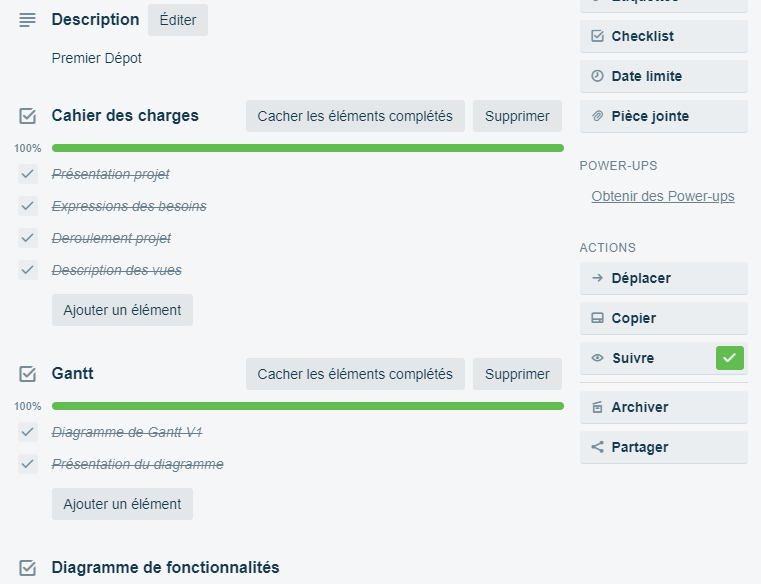 Description
Éditer
Premier Dépot
Cahier des charges
Cacher les éléments complétés
Supprimer
100%
Présentation projet
Expressions des besoins
Deroulement projet
Description des vues
Ajouter un élément
Gantt
Cacher les éléments complétés
Supprimer
100%
Diagramme de Gantt V1
Présentation du diagramme
Ajouter un élément
Diagramme de fonctionnalités
Checklist
Date limite
Pièce jointe
POWER-UPS
Obtenir des Power-ups
ACTIONS
Déplacer
Copier
Suivre
Archiver
Partager